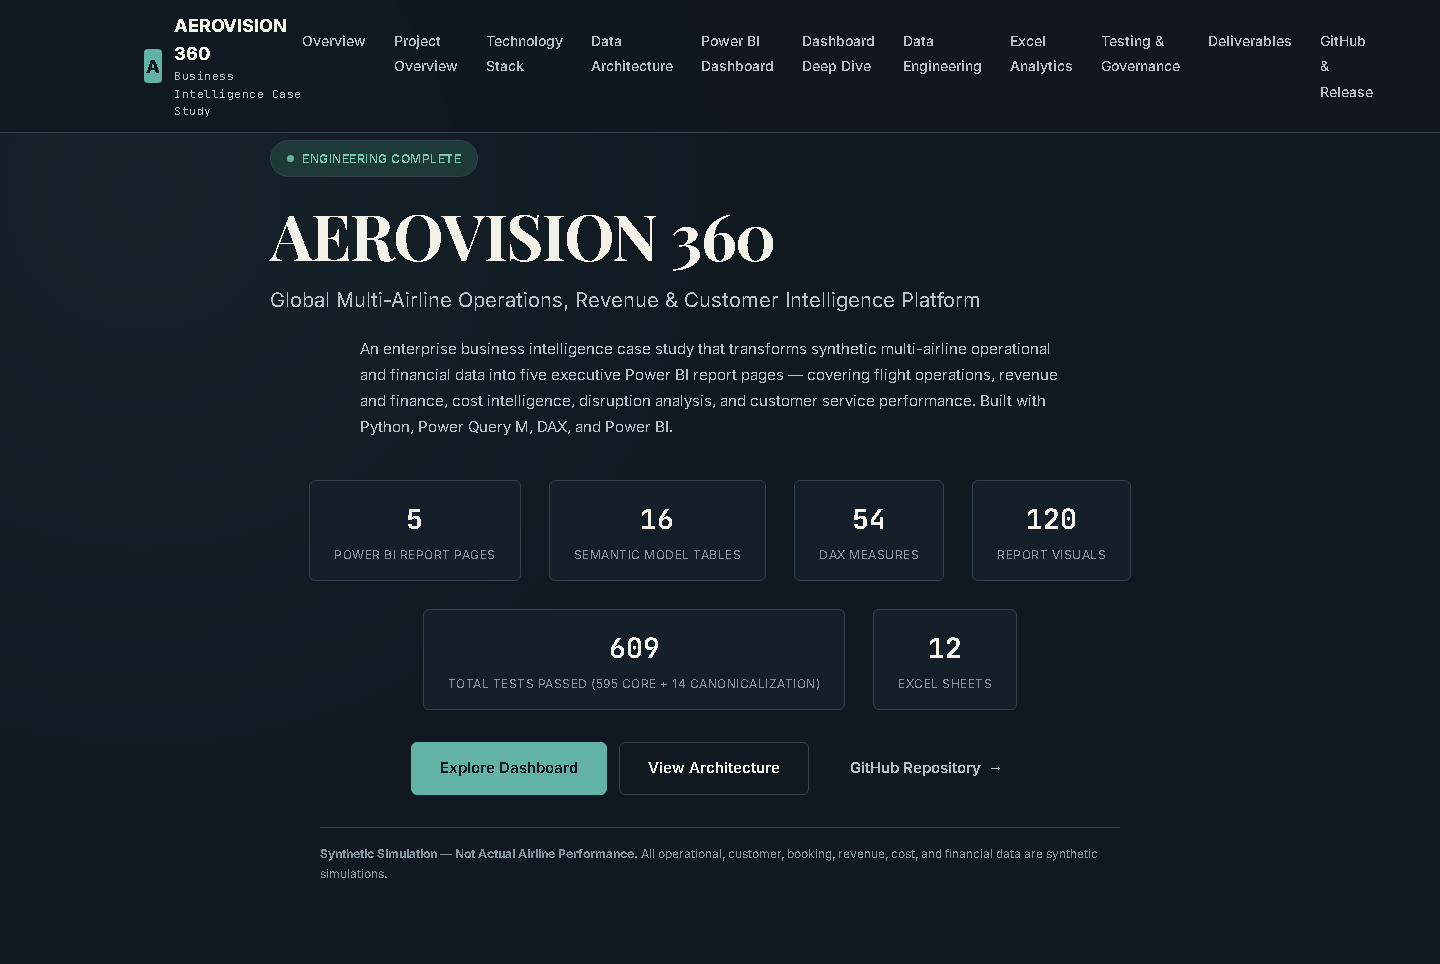 A
AEROVISION
360
Business
Intelligence Case
Study
Overview
Project
Overview
Technology
Stack
Data
Architecture
Power BI
Dashboard
Dashboard
Deep Dive
Data
Engineering
Excel
Analytics
Testing &
Governance
Deliverables
GitHub
&
Release
ENGINEERING COMPLETE
AEROVISION 360
Global Multi-Airline Operations, Revenue & Customer Intelligence Platform
An enterprise business intelligence case study that transforms synthetic multi-airline operational
and financial data into five executive Power BI report pages — covering flight operations, revenue
and finance, cost intelligence, disruption analysis, and customer service performance. Built with
Python, Power Query M, DAX, and Power BI.
5
POWER BI REPORT PAGES
16
SEMANTIC MODEL TABLES
54
DAX MEASURES
120
REPORT VISUALS
609
TOTAL TESTS PASSED (595 CORE + 14 CANONICALIZATION)
12
EXCEL SHEETS
Explore Dashboard
View Architecture
GitHub Repository →
Synthetic Simulation — Not Actual Airline Performance. All operational, customer, booking, revenue, cost, and financial data are synthetic
simulations.